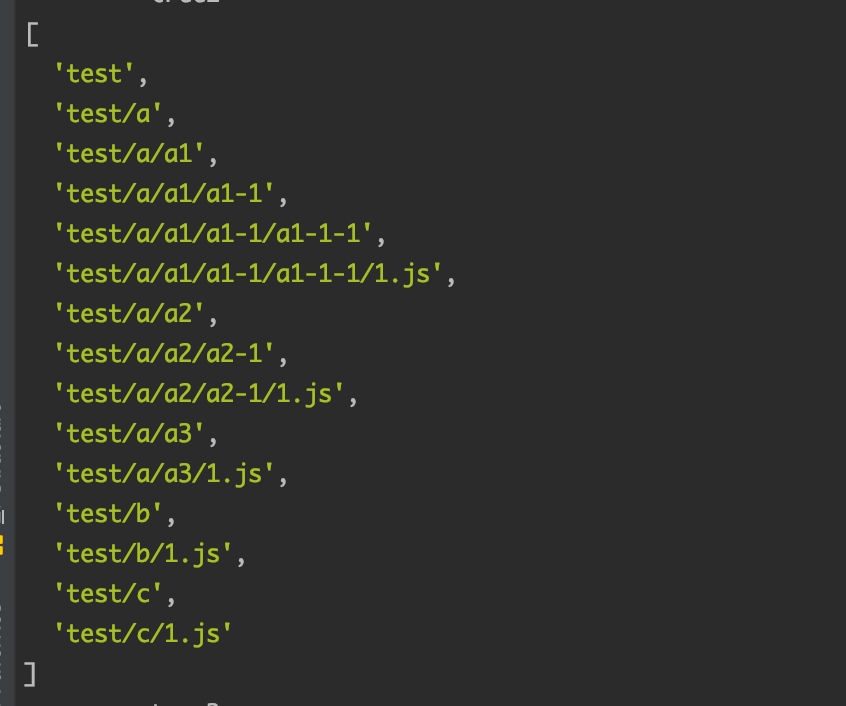 [
'test',
'test/a',
'test/a/a1',
'test/a/a1/a1-1',
'test/a/a1/a1-1/a1-1-1',
'test/a/a1/a1-1/a1-1-1/1.js',
'test/a/a2',
'test/a/a2/a2-1',
'test/a/a2/a2-1/1.js',
'test/a/a3',
'test/a/a3/1.js',
'test/b',
'test/b/1.js',
'test/c',
'test/c/1.js'
]